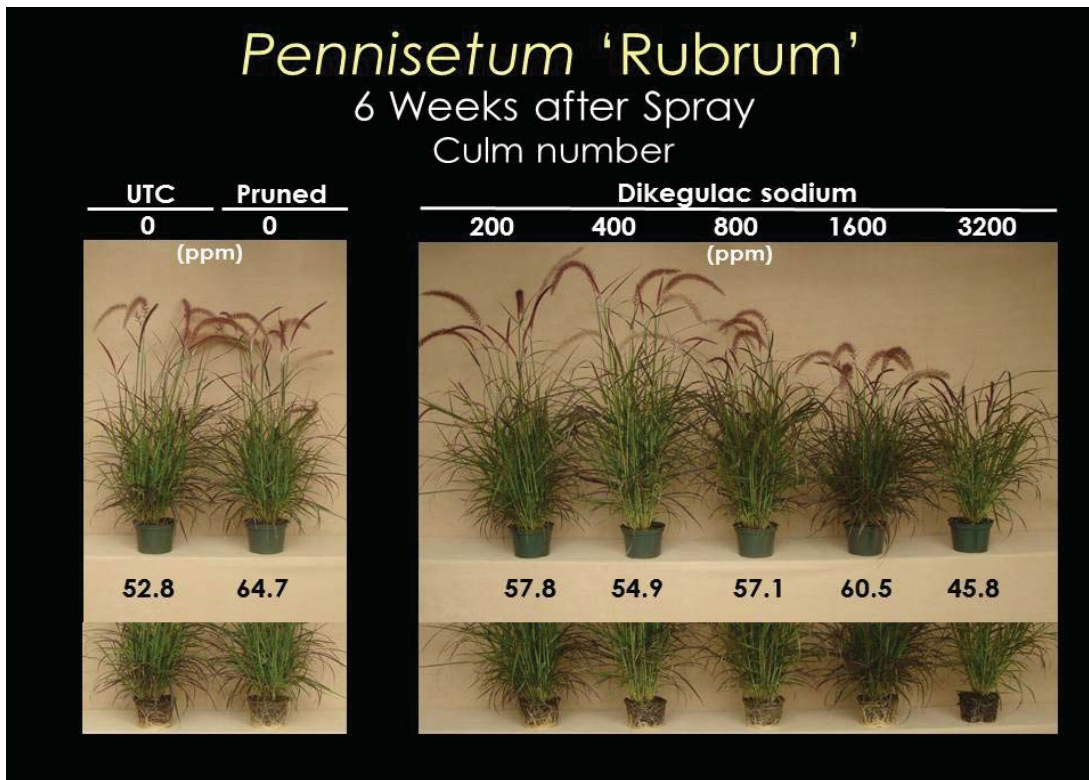 Pennisetum ‘Rubrum’
6 Weeks after Spray
Culm number
UTC Pruned Dikegulac sodium
0 0 200 400 800 1600 3200
(ppm) (ppm)
52.8 64.7 57.8 54.9 57.1 60.5 45.8